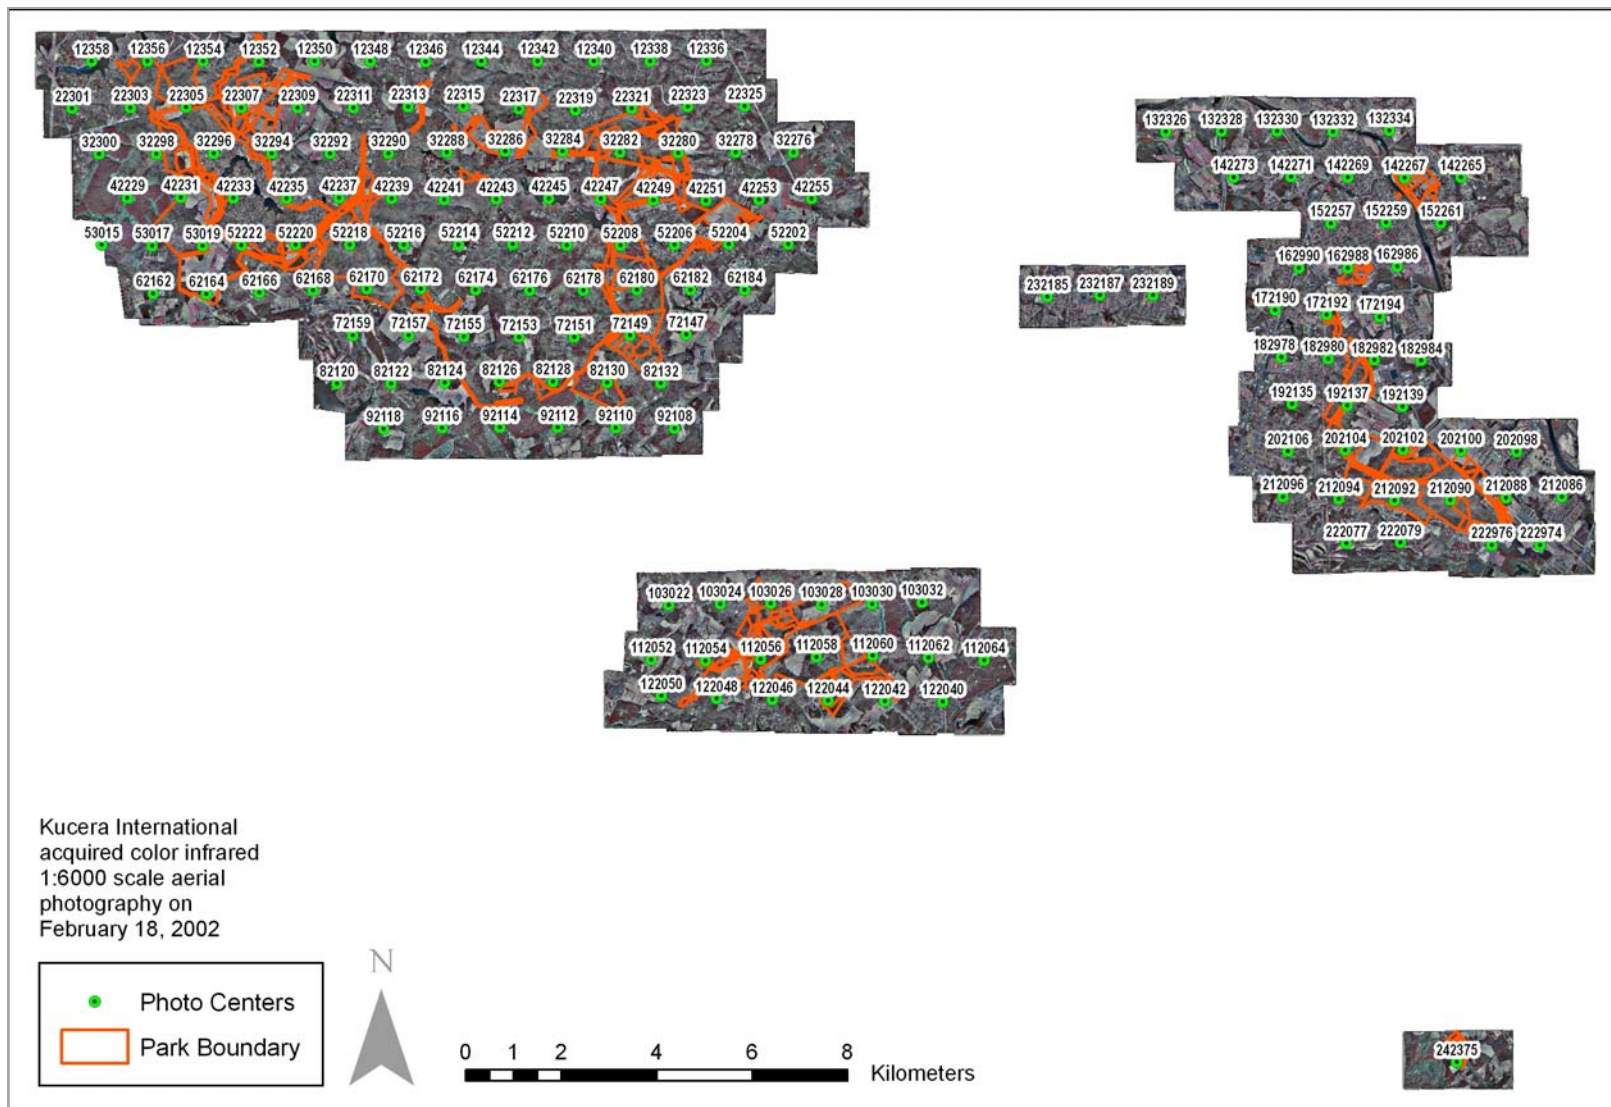 12358 12356 12354 12352 12350 12348 12346 12344 12342 12340 12338 12336
22301 22303 22305 22307 22309 22311 22313 22315 22317 22319 22321 22323 22325
32300 32298 32296 32294 32292 32290 32288 32286 32284 32282 32280 32278 32276
42229 42231 42233 42235 42237 42239 42241 42243 42245 42247 42249 42251 42253 42255
53015 53017 53019 52222 52220 52218 52216 52214 52212 52210 52208 52206 52204 52202
62162 62164 62166 62168 62170 62172 62174 62176 62178 62180 62182 62184
72159 72157 72155 72153 72151 72149 72147
82120 82122 82124 82126 82128 82130 82132
92118 92116 92114 92112 92110 92108
132326 132328 132330 132332 132334
142273 142271 142269 142267 142265
152257 152259 152261
162990 162988 162986
232185 232187 232189
172190 172192 172194
182978 182980 182982 182984
192135 192137 192139
202106 202104 202102 202100 202098
212096 212094 212092 212090 212088 212086
222077 222079 222976 222974
103022 103024 103026 103028 103030 103032
112052 112054 112056 112058 112060 112062 112064
122050 122048 122046 122044 122042 122040
Kucera International
acquired color infrared
1:6000 scale aerial
photography on
February 18, 2002
N
Photo Centers
Park Boundary
0 1 2 4 6 8
Kilometers
242375